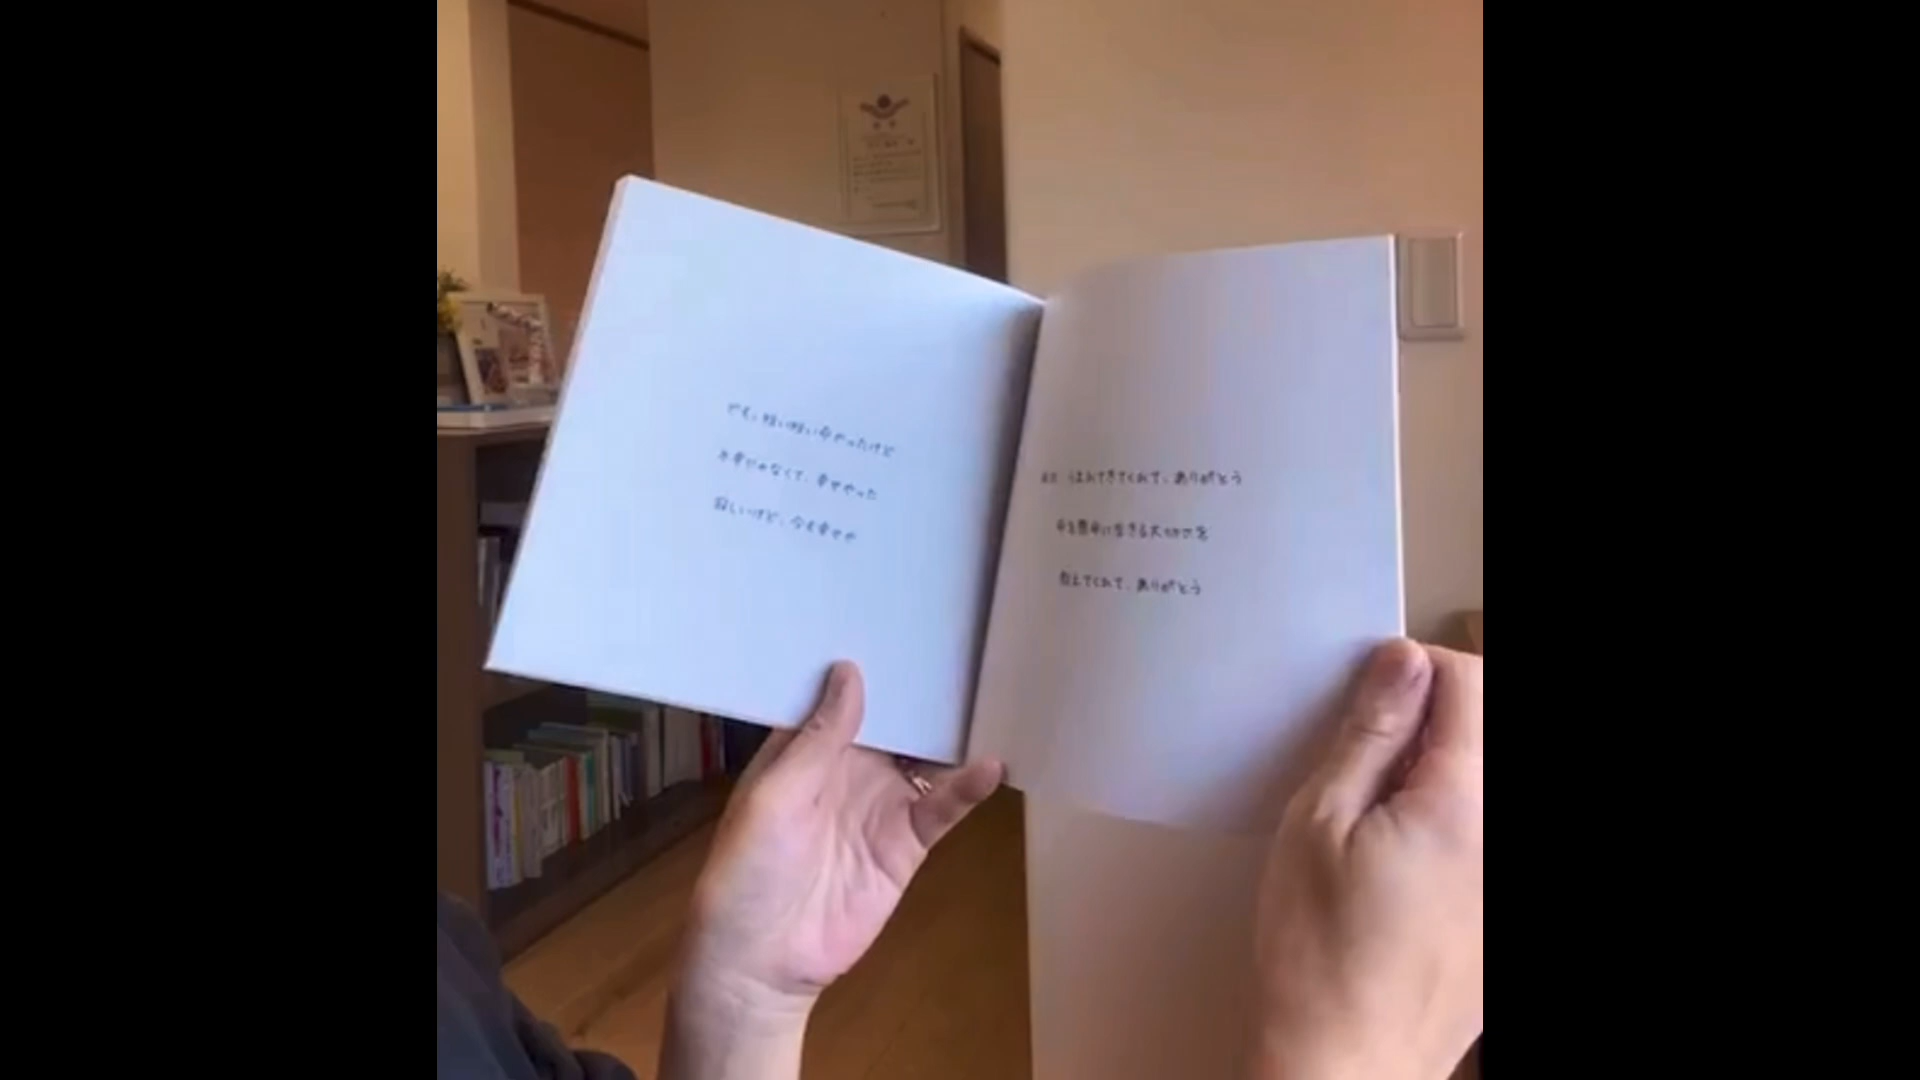 でも、短い短い命やったけど
不幸じゃなくて、幸せやった
寂しいけど、今も幸せや
うまれてきてくれて、ありがとう
命を懸命に生きる大切さを
教えてくれて、ありがとう